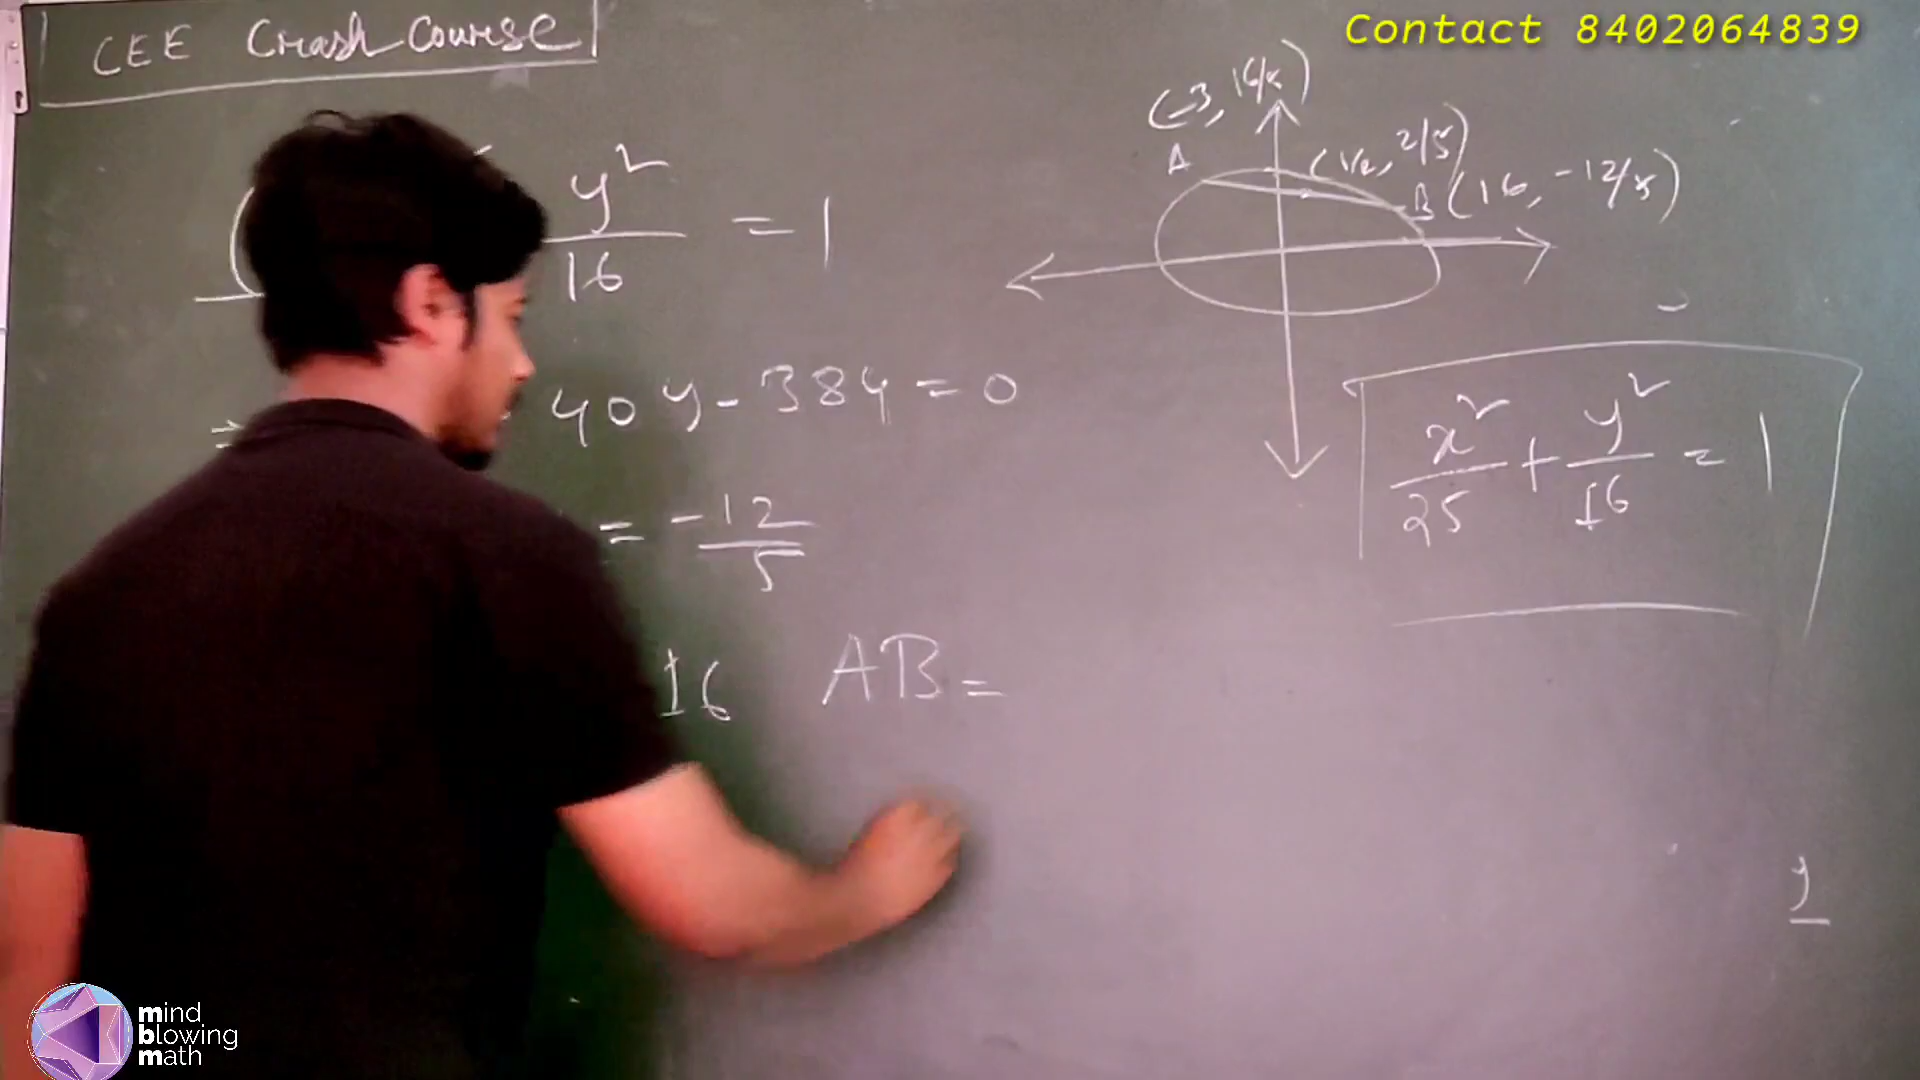 Contact 8402064839
CEE Crash Course
y² / 16 = 1
40y - 384 = 0
= -12/5
16 AB =
(-3, 16/5)
A
(1/2, 2/5)
B (16, -12/5)
x²/25 + y²/16 = 1
1
mind
blowing
math